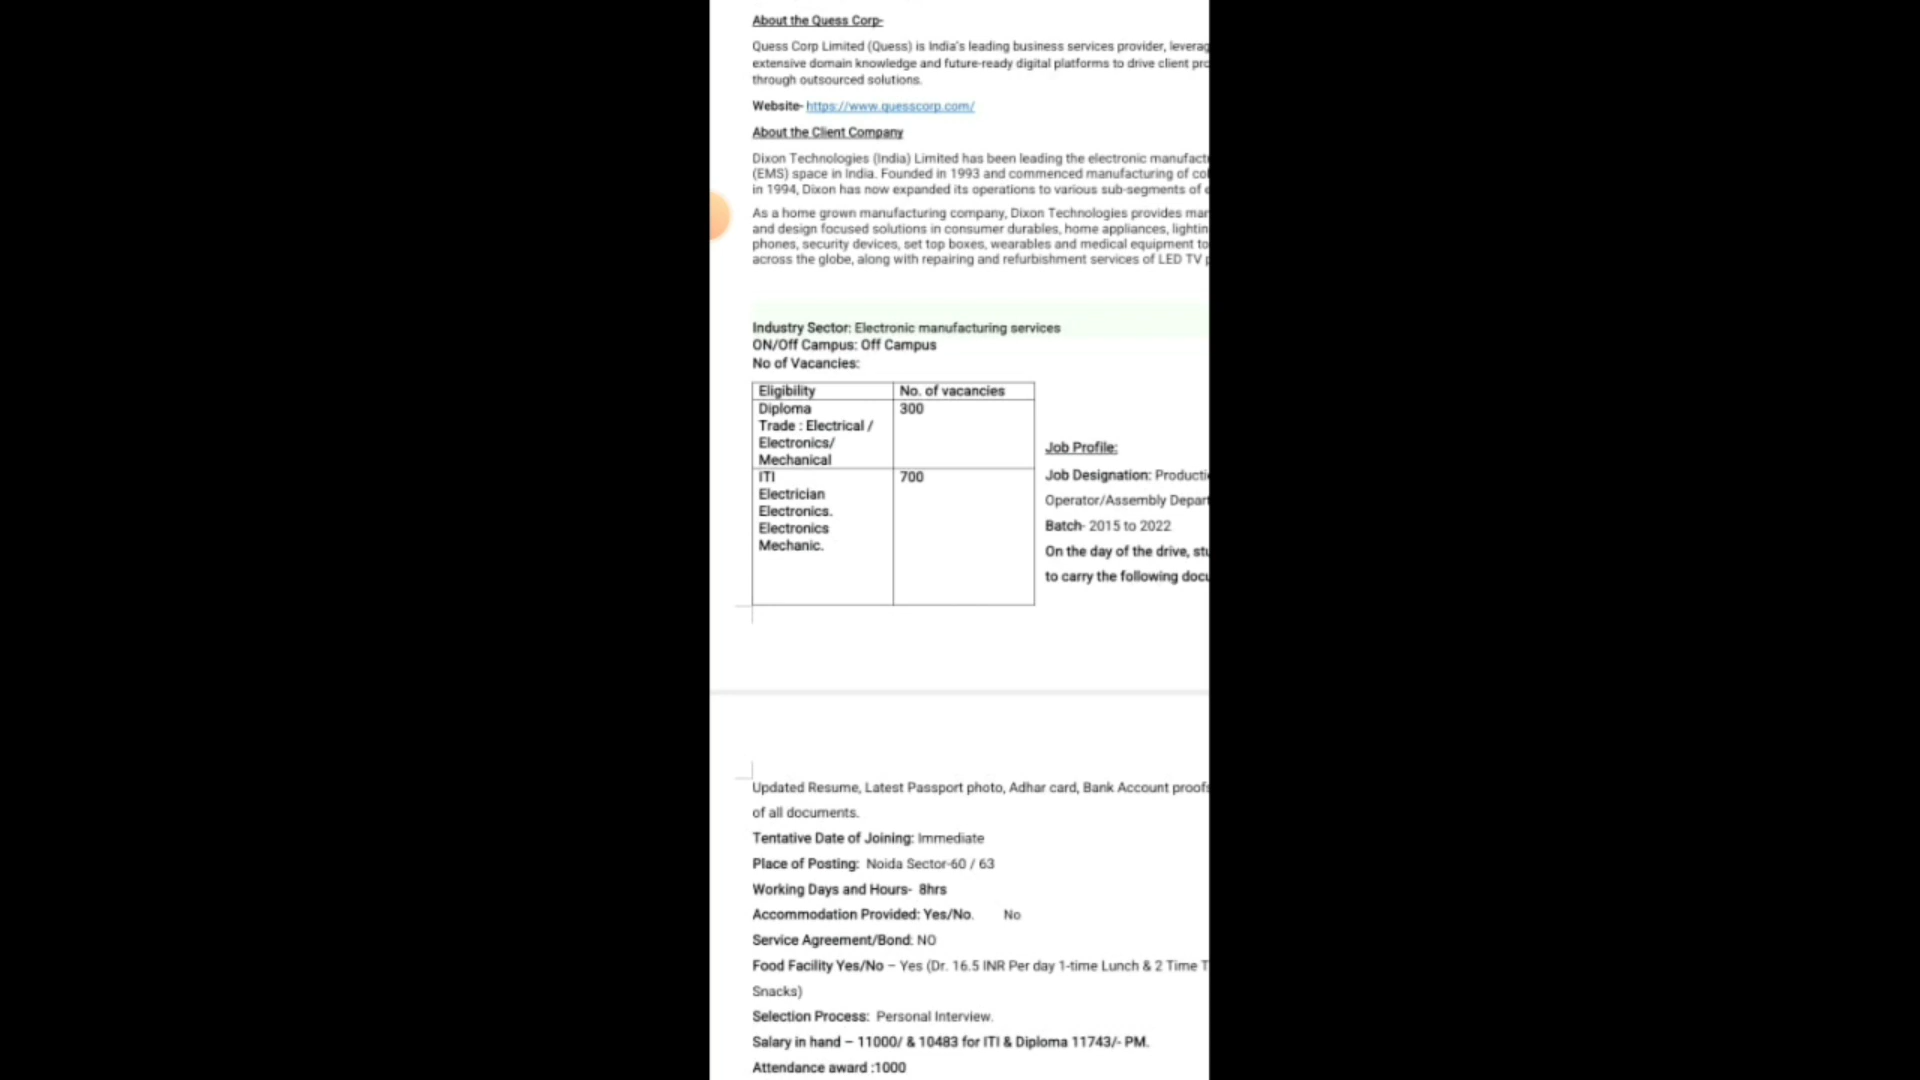 About the Quess Corp-
Quess Corp Limited (Quess) is India's leading business services provider, leverag
extensive domain knowledge and future-ready digital platforms to drive client pro
through outsourced solutions.
Website- https://www.quesscorp.com/
About the Client Company
Dixon Technologies (India) Limited has been leading the electronic manufact
(EMS) space in India. Founded in 1993 and commenced manufacturing of col
in 1994, Dixon has now expanded its operations to various sub-segments of e
As a home grown manufacturing company, Dixon Technologies provides man
and design focused solutions in consumer durables, home appliances, lightin
phones, security devices, set top boxes, wearables and medical equipment to
across the globe, along with repairing and refurbishment services of LED TV p
Industry Sector: Electronic manufacturing services
ON/Off Campus: Off Campus
No of Vacancies:
Eligibility No. of vacancies
Diploma 300
Trade : Electrical /
Electronics/
Mechanical
ITI 700
Electrician
Electronics.
Electronics
Mechanic.
Job Profile:
Job Designation: Producti
Operator/Assembly Depart
Batch- 2015 to 2022
On the day of the drive, stu
to carry the following docu
Updated Resume, Latest Passport photo, Adhar card, Bank Account proofs
of all documents.
Tentative Date of Joining: Immediate
Place of Posting: Noida Sector-60 / 63
Working Days and Hours- 8hrs
Accommodation Provided: Yes/No. No
Service Agreement/Bond: NO
Food Facility Yes/No – Yes (Dr. 16.5 INR Per day 1-time Lunch & 2 Time T
Snacks)
Selection Process: Personal Interview.
Salary in hand – 11000/ & 10483 for ITI & Diploma 11743/- PM.
Attendance award :1000